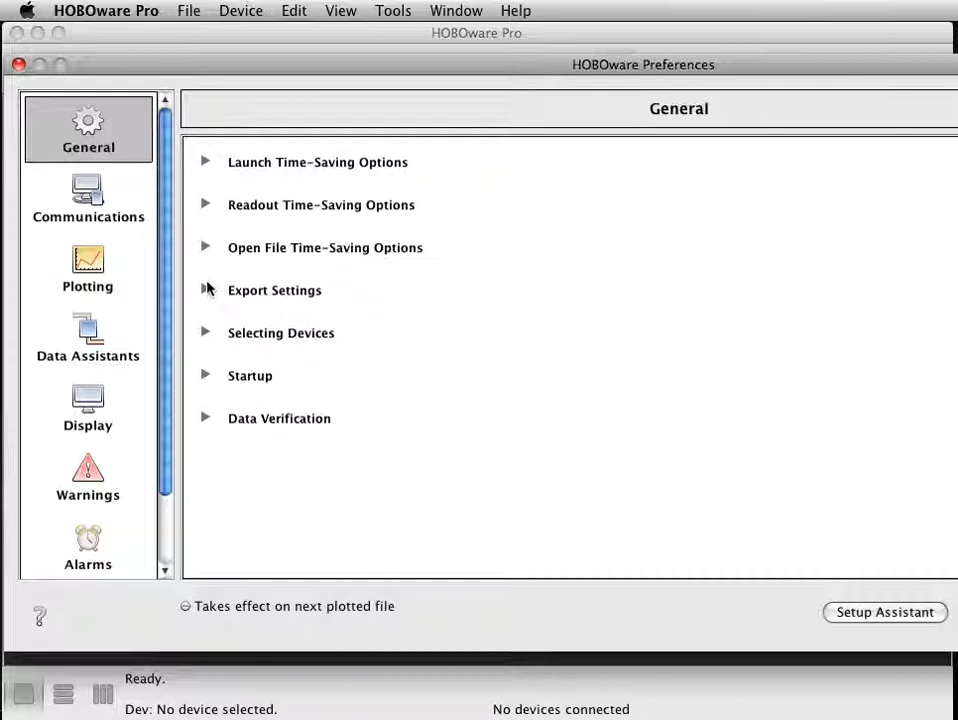 HOBOware Pro File Device Edit View Tools Window Help
HOBOware Pro
HOBOware Preferences
General
General
Communications
Plotting
Data Assistants
Display
Warnings
Alarms
Launch Time-Saving Options
Readout Time-Saving Options
Open File Time-Saving Options
Export Settings
Selecting Devices
Startup
Data Verification
Takes effect on next plotted file
Setup Assistant
?
Ready.
Dev: No device selected. No devices connected